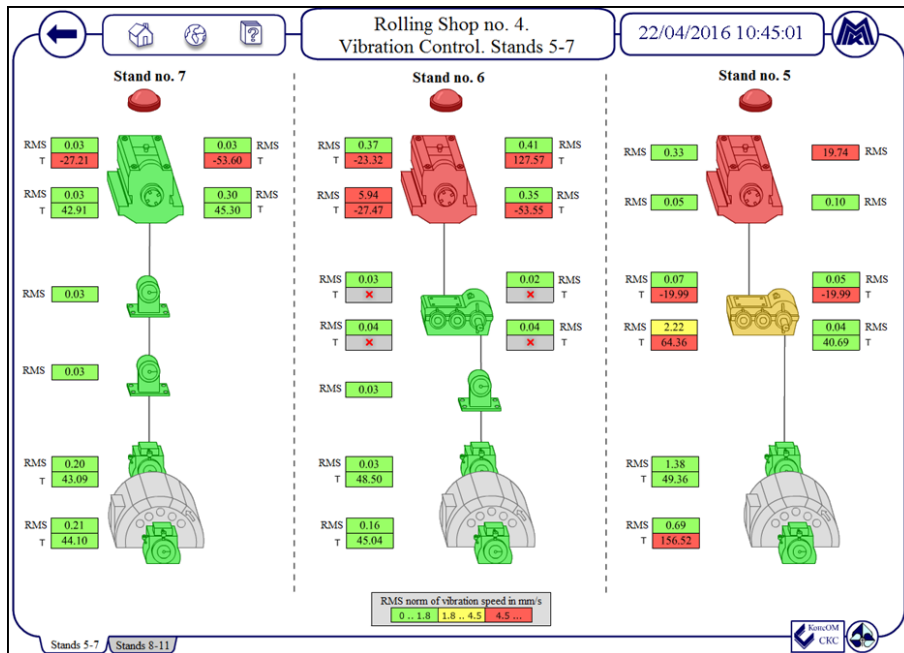 Rolling Shop no. 4.
Vibration Control. Stands 5-7
22/04/2016 10:45:01
Stand no. 7
RMS 0.03 0.03 RMS
T -27.21 -53.60 T
RMS 0.03 0.30 RMS
T 42.91 45.30 T
RMS 0.03
RMS 0.03
RMS 0.20
T 43.09
RMS 0.21
T 44.10
Stand no. 6
RMS 0.37 0.41 RMS
T -23.32 127.57 T
RMS 5.94 0.35 RMS
T -27.47 -53.55 T
RMS 0.03 0.02 RMS
T T
RMS 0.04 0.04 RMS
T T
RMS 0.03
RMS 0.03
T 48.50
RMS 0.16
T 45.04
Stand no. 5
RMS 0.33 19.74 RMS
RMS 0.05 0.10 RMS
RMS 0.07 0.05 RMS
T -19.99 -19.99 T
RMS 2.22 0.04 RMS
T 64.36 40.69 T
RMS 1.38
T 49.36
RMS 0.69
T 156.52
RMS norm of vibration speed in mm/s
0 .. 1.8 1.8 .. 4.5 4.5 ...
Stands 5-7 Stands 8-11
КонсОМ
СКС